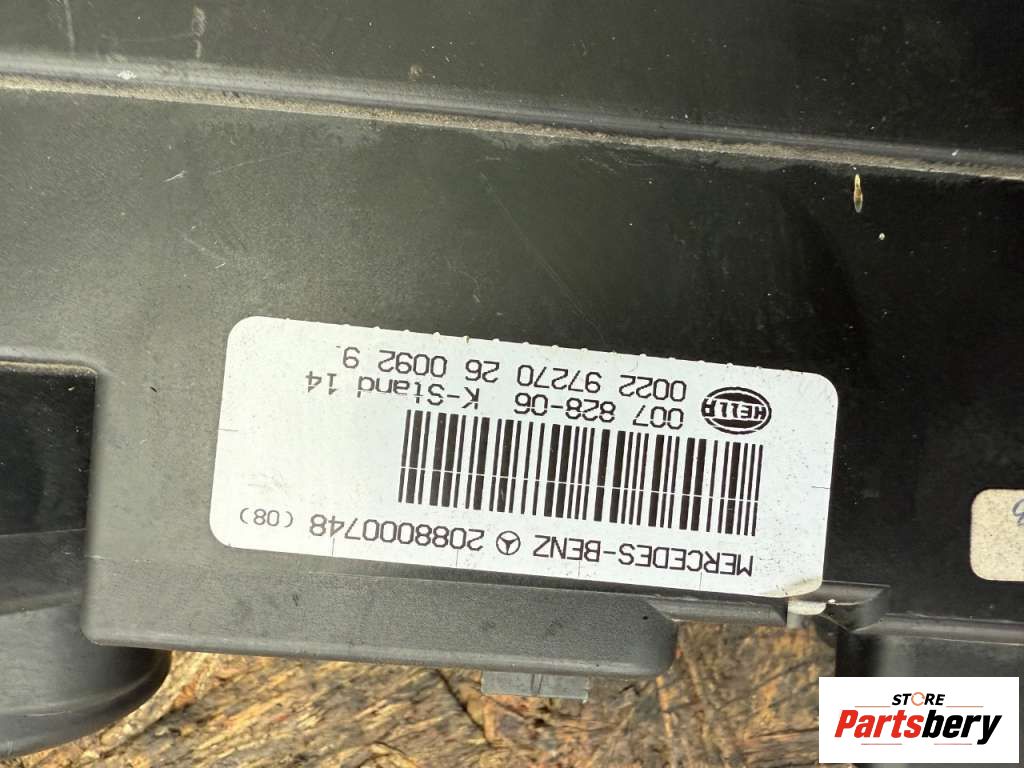 MERCEDES-BENZ 2088000748 (08)
HELLA
007 828-06 K-Stand 14
0022 97270 26 0092 9
STORE
Partsbery